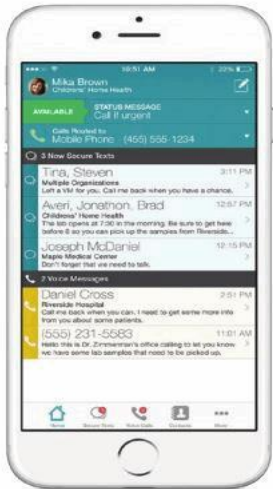 10:51 AM
39%
Mika Brown
Childrens' Home Health
AVAILABLE
STATUS MESSAGE
Call if urgent
Calls Routed to
Mobile Phone (455) 555-1234
3 New Secure Texts
Tina, Steven 3:11 PM
Multiple Organizations
Left a VM for you. Call me back when you have a chance.
Averi, Jonathon, Brad 12:57 PM
Childrens' Home Health
The lab opens at 7:30 in the morning. Be sure to get here
before 8 so you can pick up the samples from Riverside...
Joseph McDaniel 12:15 PM
Maple Medical Center
Don't forget that we need to talk.
2 Voice Messages
Daniel Cross 2:51 PM
Riverside Hospital
Call me back when you can. I need to get some more info
from you about some patients.
(555) 231-5583 11:01 AM
Hello this is Dr. Zimmerman's office calling to let you know
we have some lab samples that need to be picked up.
Home
Secure Texts
Voice Calls
Contacts
More